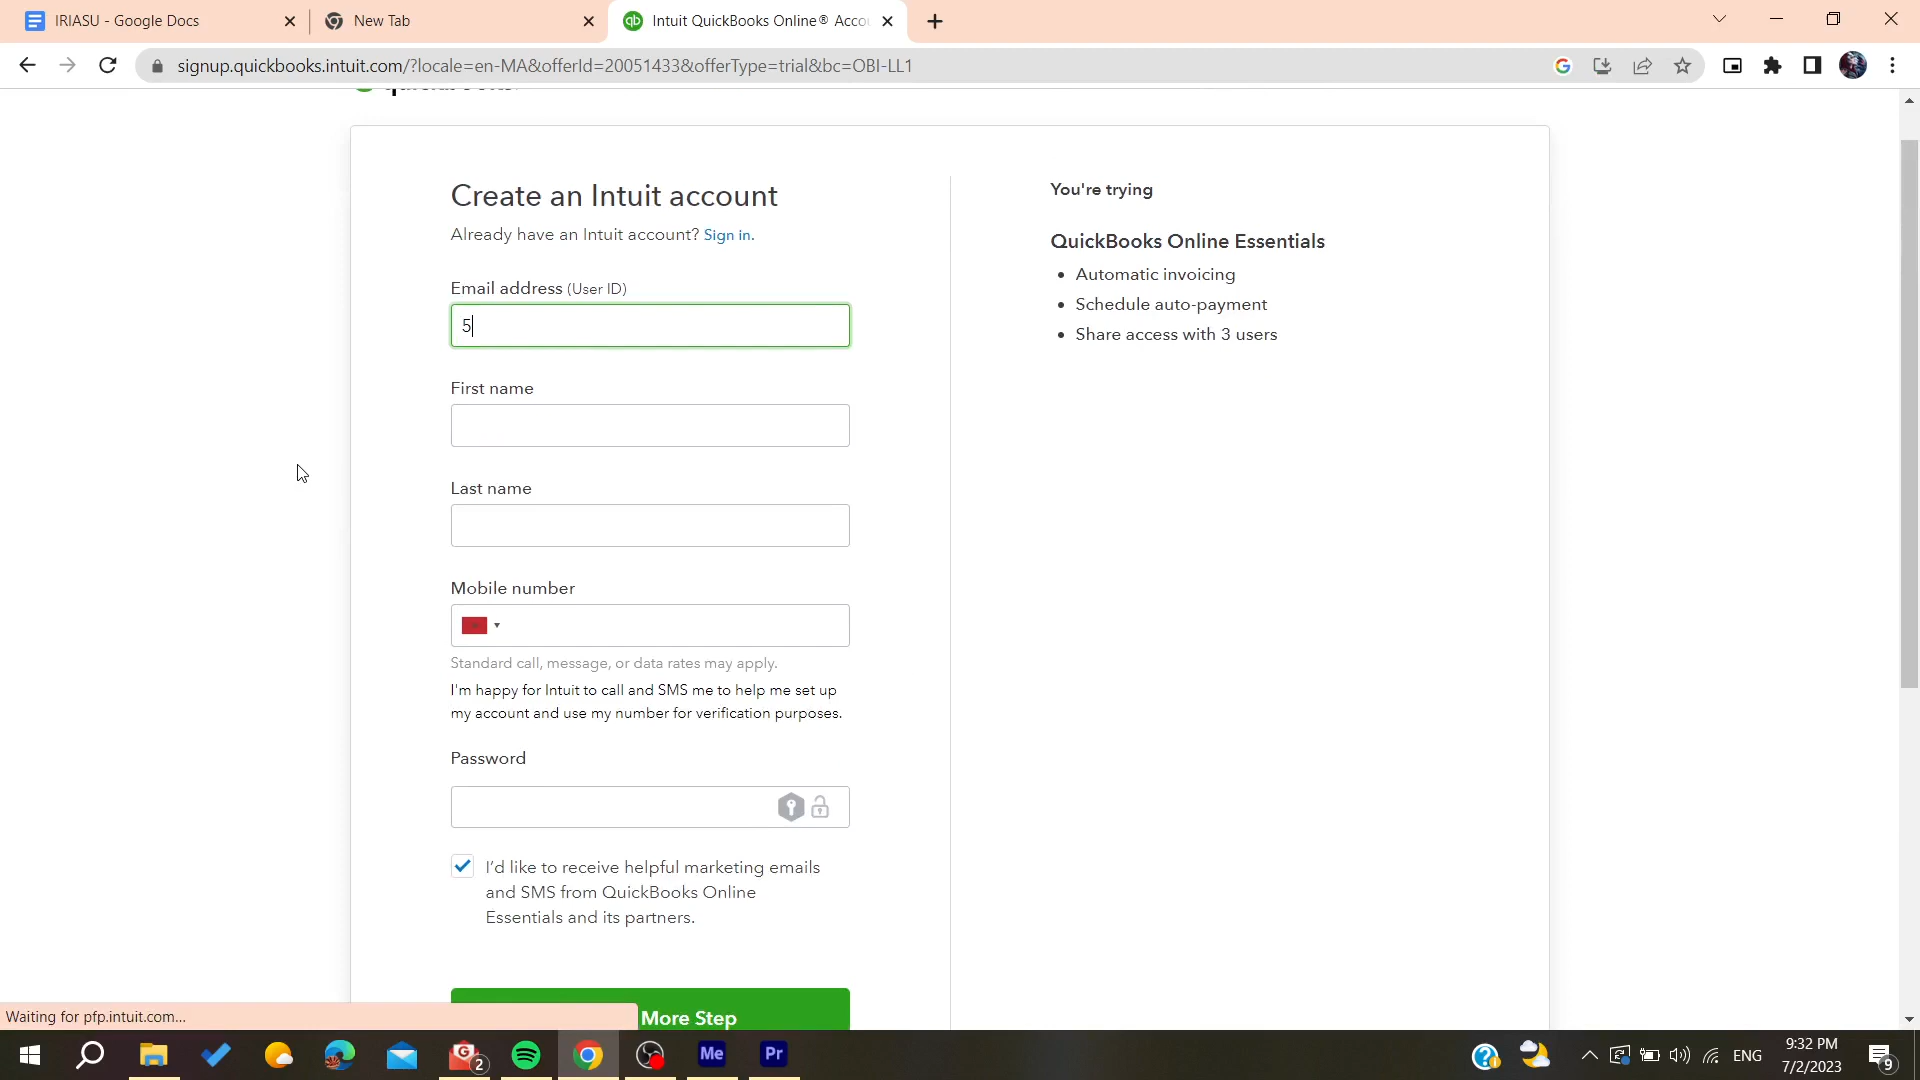 IRIASU - Google Docs
New Tab
Intuit QuickBooks Online® Acco
signup.quickbooks.intuit.com/?locale=en-MA&offerId=20051433&offerType=trial&bc=OBI-LL1
Create an Intuit account
Already have an Intuit account? Sign in.
Email address (User ID)
5
First name
Last name
Mobile number
Standard call, message, or data rates may apply.
I'm happy for Intuit to call and SMS me to help me set up
my account and use my number for verification purposes.
Password
I'd like to receive helpful marketing emails
and SMS from QuickBooks Online
Essentials and its partners.
More Step
You're trying
QuickBooks Online Essentials
• Automatic invoicing
• Schedule auto-payment
• Share access with 3 users
Waiting for pfp.intuit.com...
2
Me
Pr
ENG
9:32 PM
7/2/2023
9